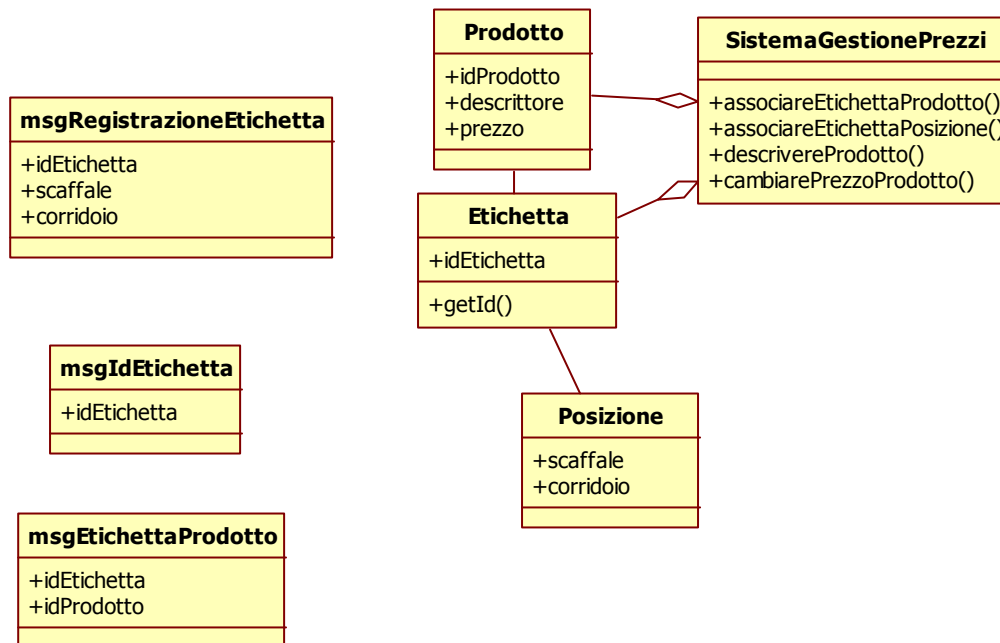 Prodotto
+idProdotto
+descrittore
+prezzo
SistemaGestionePrezzi
+associareEtichettaProdotto()
+associareEtichettaPosizione()
+descrivereProdotto()
+cambiarePrezzoProdotto()
msgRegistrazioneEtichetta
+idEtichetta
+scaffale
+corridoio
Etichetta
+idEtichetta
+getId()
msgIdEtichetta
+idEtichetta
Posizione
+scaffale
+corridoio
msgEtichettaProdotto
+idEtichetta
+idProdotto